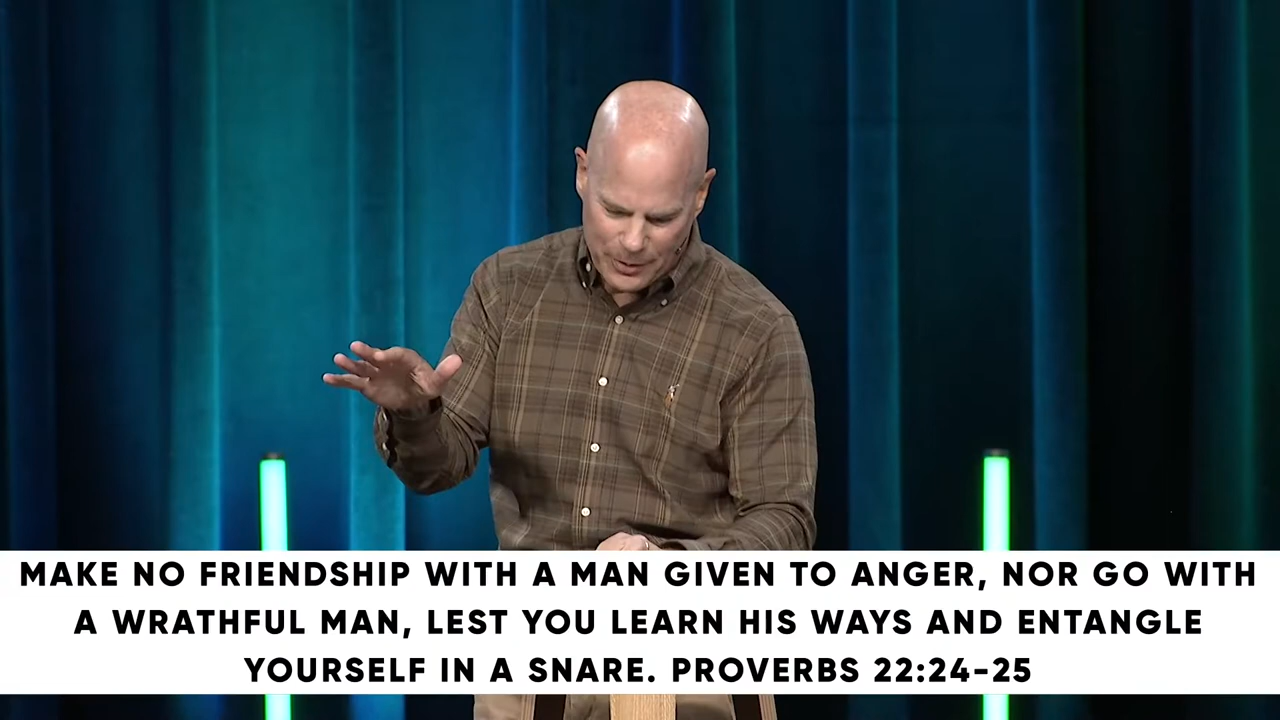 MAKE NO FRIENDSHIP WITH A MAN GIVEN TO ANGER, NOR GO WITH
A WRATHFUL MAN, LEST YOU LEARN HIS WAYS AND ENTANGLE
YOURSELF IN A SNARE. PROVERBS 22:24-25